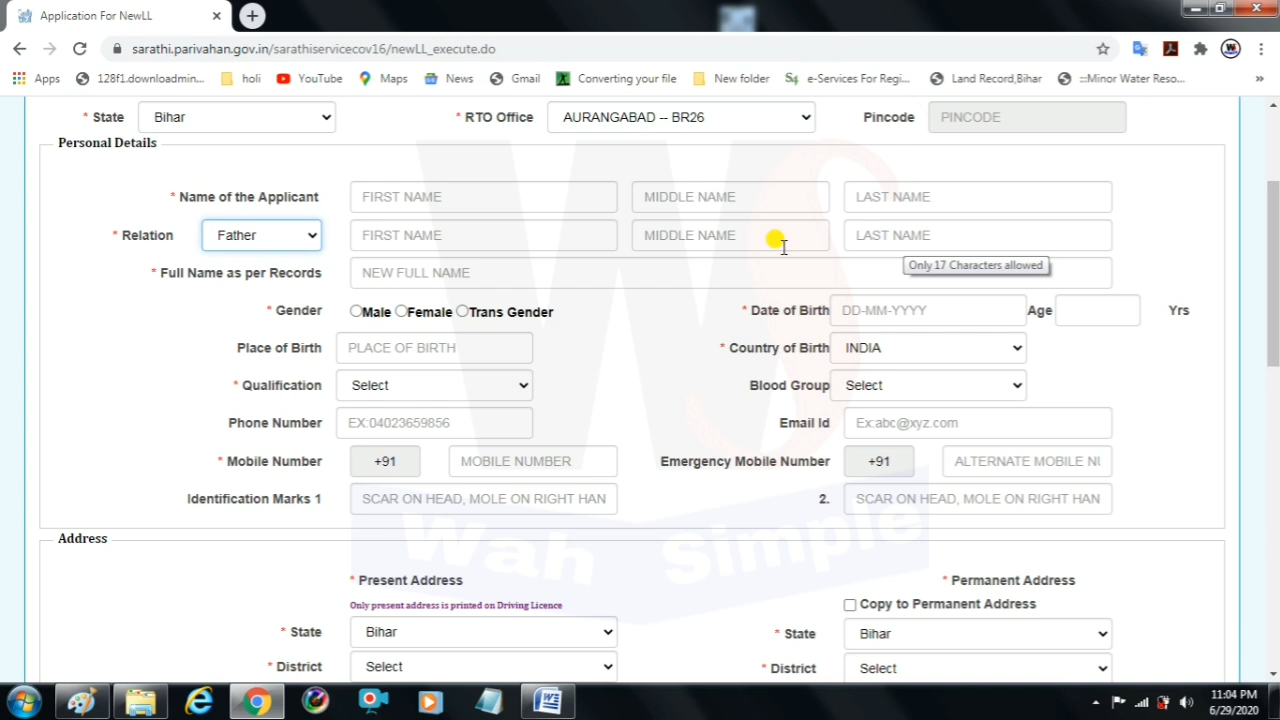 Application For NewLL
sarathi.parivahan.gov.in/sarathiservicecov16/newLL_execute.do
Apps 128f1.downloadmin... holi YouTube Maps News Gmail Converting your file New folder e-Services For Regi... Land Record,Bihar :::Minor Water Reso... »
* State Bihar * RTO Office AURANGABAD -- BR26 Pincode PINCODE
Personal Details
* Name of the Applicant FIRST NAME MIDDLE NAME LAST NAME
* Relation Father FIRST NAME MIDDLE NAME LAST NAME
Only 17 Characters allowed
* Full Name as per Records NEW FULL NAME
* Gender Male Female Trans Gender * Date of Birth DD-MM-YYYY Age Yrs
Place of Birth PLACE OF BIRTH * Country of Birth INDIA
* Qualification Select Blood Group Select
Phone Number EX:04023659856 Email Id Ex:abc@xyz.com
* Mobile Number +91 MOBILE NUMBER Emergency Mobile Number +91 ALTERNATE MOBILE NU
Identification Marks 1 SCAR ON HEAD, MOLE ON RIGHT HAN 2. SCAR ON HEAD, MOLE ON RIGHT HAN
Wah Simple
Address
* Present Address * Permanent Address
Only present address is printed on Driving Licence Copy to Permanent Address
* State Bihar * State Bihar
* District Select * District Select
11:04 PM
6/29/2020